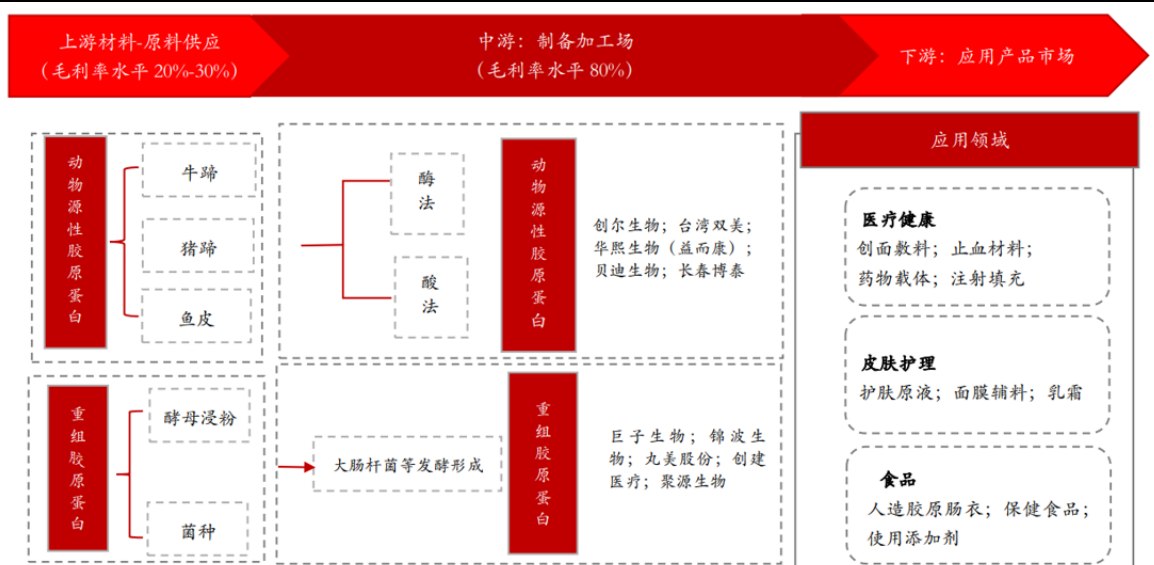 上游材料-原料供应
（毛利率水平 20%-30%）
中游：制备加工场
（毛利率水平 80%）
下游：应用产品市场
动物源性胶原蛋白
牛蹄
猪蹄
鱼皮
酶法
酸法
动物源性胶原蛋白
创尔生物；台湾双美；
华熙生物（益而康）；
贝迪生物；长春博泰
重组胶原蛋白
酵母浸粉
菌种
大肠杆菌等发酵形成
重组胶原蛋白
巨子生物；锦波生
物；丸美股份；创建
医疗；聚源生物
应用领域
医疗健康
创面敷料；止血材料；
药物载体；注射填充
皮肤护理
护肤原液；面膜辅料；乳霜
食品
人造胶原肠衣；保健食品；
使用添加剂